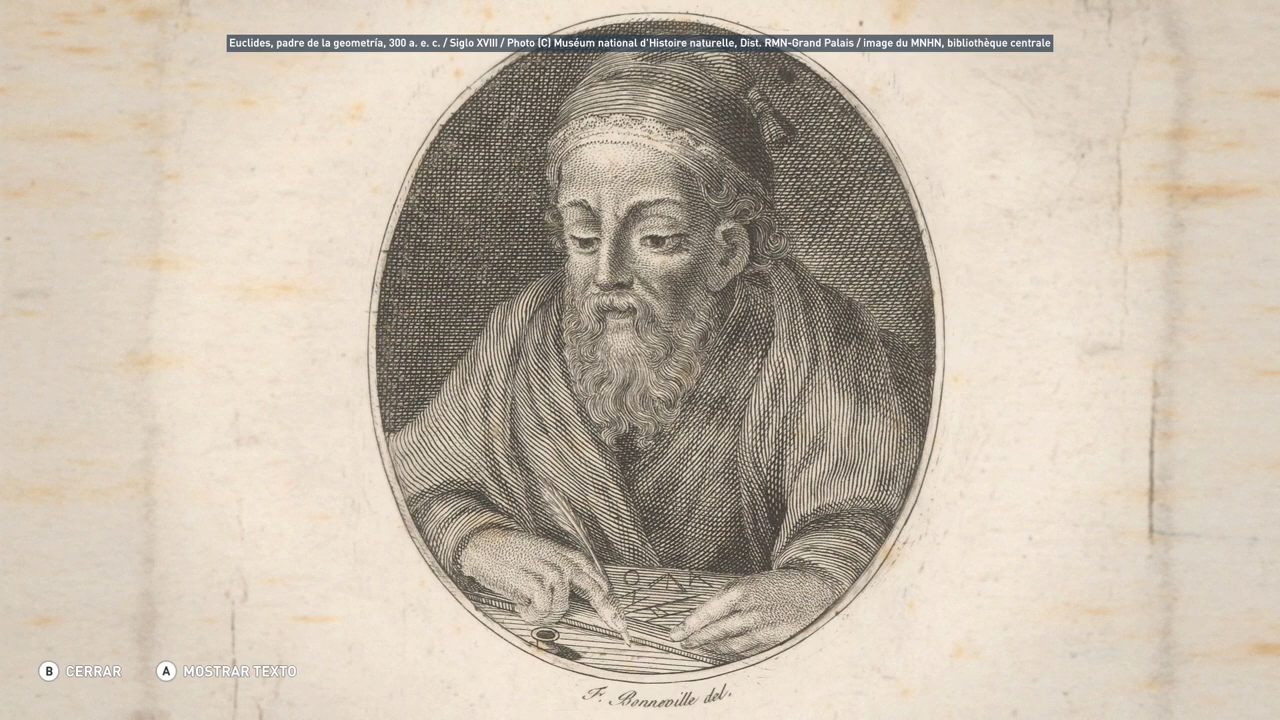 Euclides, padre de la geometría, 300 a. e. c. / Siglo XVIII / Photo (C) Muséum national d'Histoire naturelle, Dist. RMN-Grand Palais / image du MNHN, bibliothèque centrale
B CERRAR A MOSTRAR TEXTO
F. Bonneville del.